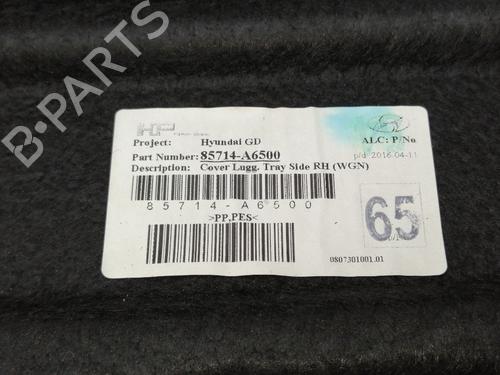 B-PARTS
HP
Project: Hyundai GD
ALC: P/No
Part Number: 85714-A6500
p/d 2016-04-11
Description: Cover Lugg. Tray Side RH (WGN)
85714-A6500
>PP,PES<
65
0807301001.01